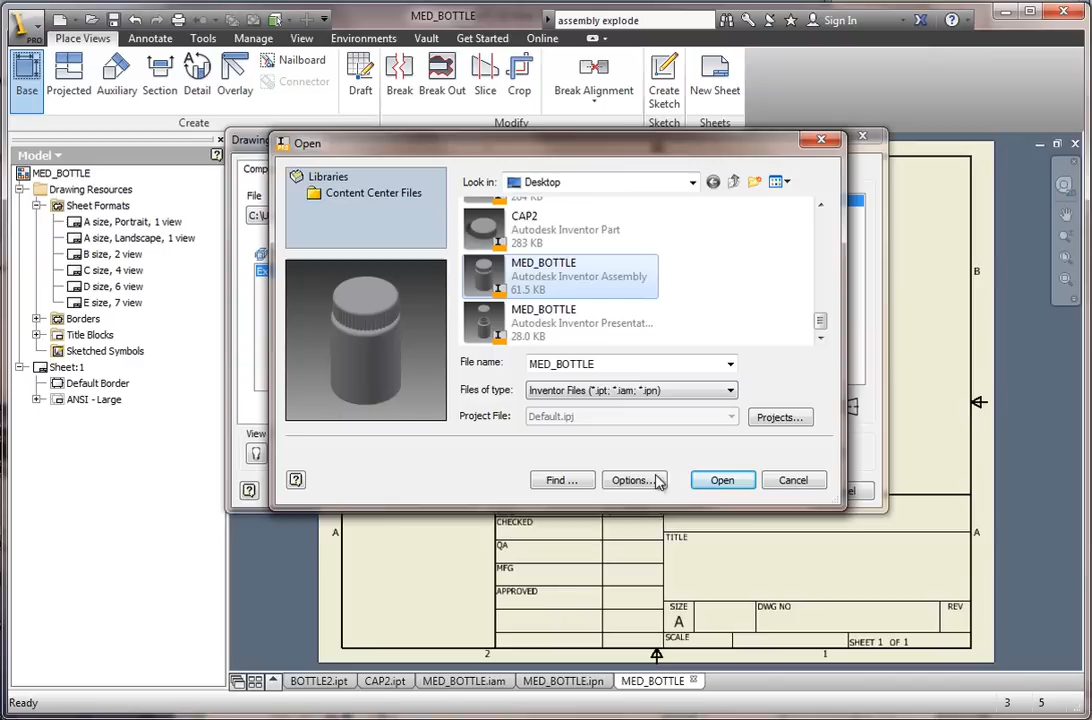 MED_BOTTLE
assembly explode
Sign In
PRO
Place Views
Annotate
Tools
Manage
View
Environments
Vault
Get Started
Online
Base
Projected
Auxiliary
Section
Detail
Overlay
Nailboard
Connector
Draft
Break
Break Out
Slice
Crop
Break Alignment
Create
Sketch
New Sheet
Create
Modify
Sketch
Sheets
Model
MED_BOTTLE
Drawing Resources
Sheet Formats
A size, Portrait, 1 view
A size, Landscape, 1 view
B size, 2 view
C size, 4 view
D size, 6 view
E size, 7 view
Borders
Title Blocks
Sketched Symbols
Sheet:1
Default Border
ANSI - Large
File
View
Open
Libraries
Content Center Files
Look in:
Desktop
CAP2
Autodesk Inventor Part
283 KB
MED_BOTTLE
Autodesk Inventor Assembly
61.5 KB
MED_BOTTLE
Autodesk Inventor Presentat...
28.0 KB
File name:
MED_BOTTLE
Files of type:
Inventor Files (*.ipt; *.iam; *.ipn)
Project File:
Default.ipj
Projects...
Find ...
Options...
Open
Cancel
B
A
A
CHECKED
QA
MFG
APPROVED
TITLE
SIZE
A
DWG NO
REV
SCALE
SHEET 1 OF 1
2
1
BOTTLE2.ipt
CAP2.ipt
MED_BOTTLE.iam
MED_BOTTLE.ipn
MED_BOTTLE
Ready
3
5